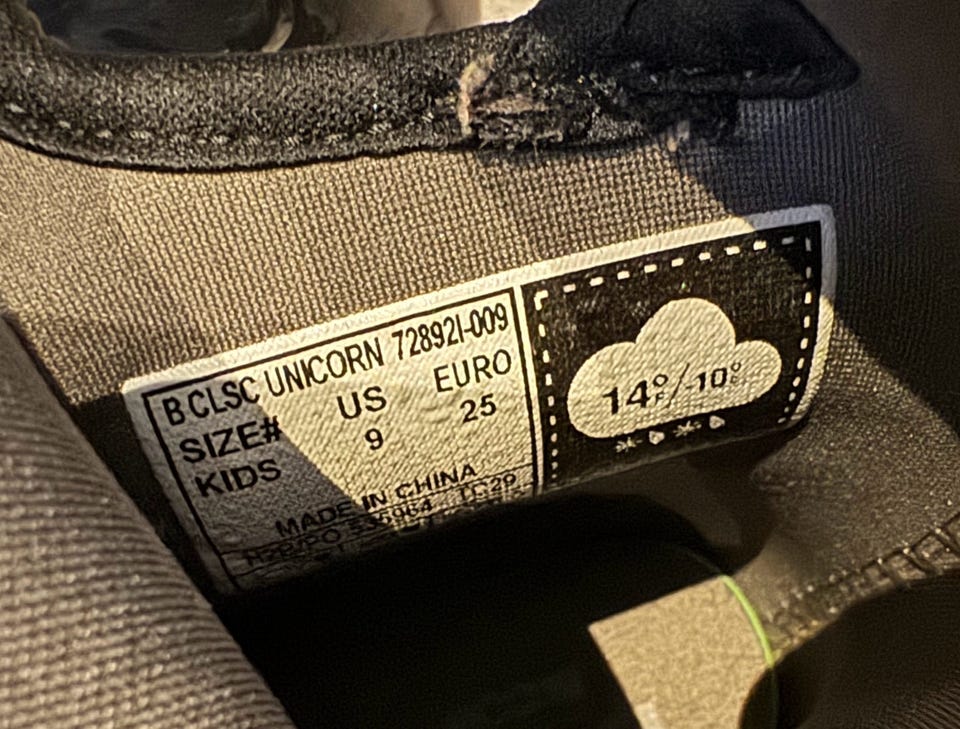 B CLSC UNICORN 728921-009
SIZE# US EURO
KIDS 9 25
MADE IN CHINA
14°F/-10°C